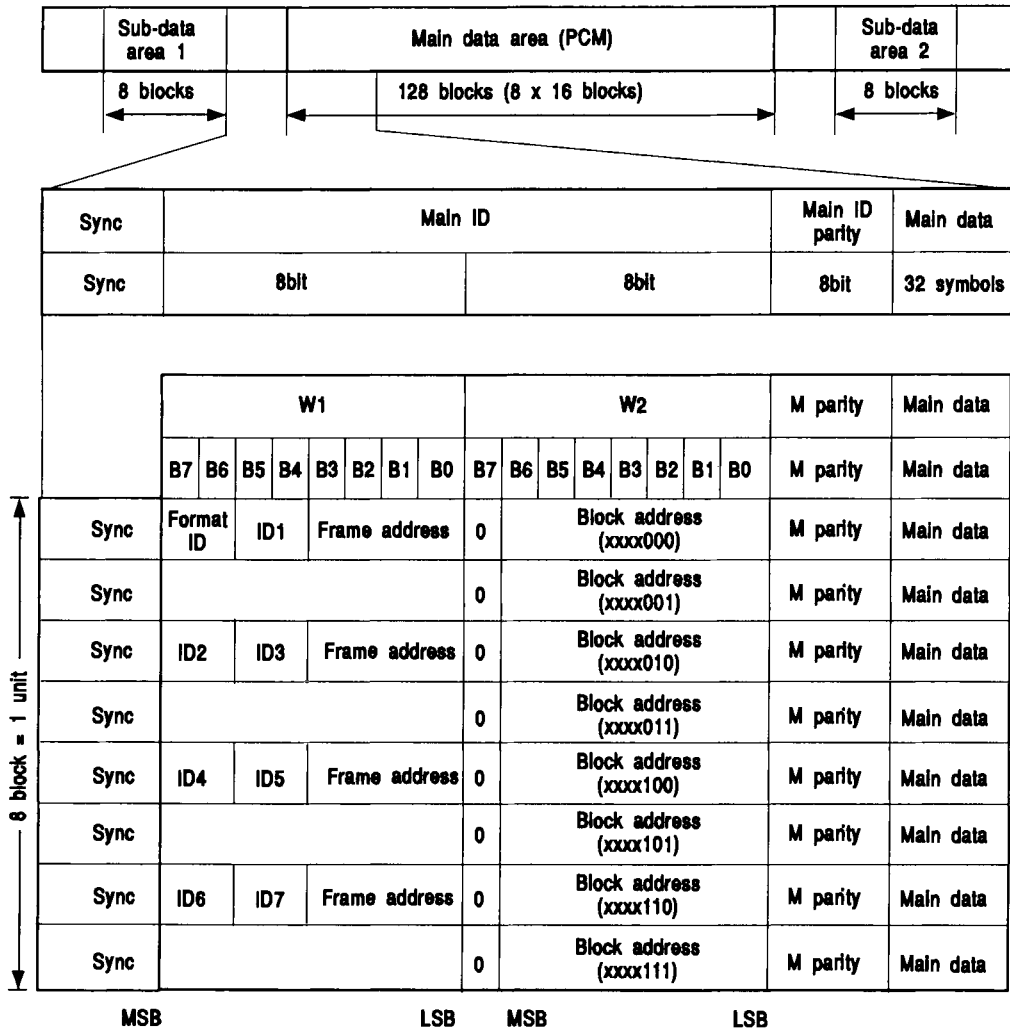 Sub-data area 1
Main data area (PCM)
Sub-data area 2
8 blocks
128 blocks (8 x 16 blocks)
8 blocks
Sync
Main ID
Main ID parity
Main data
Sync
8bit
8bit
8bit
32 symbols
W1
W2
M parity
Main data
B7 B6 B5 B4 B3 B2 B1 B0 B7 B6 B5 B4 B3 B2 B1 B0 M parity Main data
Sync
Format ID
ID1
Frame address
0
Block address
(xxxx000)
M parity
Main data
Sync
0
Block address
(xxxx001)
M parity
Main data
Sync
ID2
ID3
Frame address
0
Block address
(xxxx010)
M parity
Main data
Sync
0
Block address
(xxxx011)
M parity
Main data
Sync
ID4
ID5
Frame address
0
Block address
(xxxx100)
M parity
Main data
Sync
0
Block address
(xxxx101)
M parity
Main data
Sync
ID6
ID7
Frame address
0
Block address
(xxxx110)
M parity
Main data
Sync
0
Block address
(xxxx111)
M parity
Main data
8 block = 1 unit
MSB
LSB
MSB
LSB